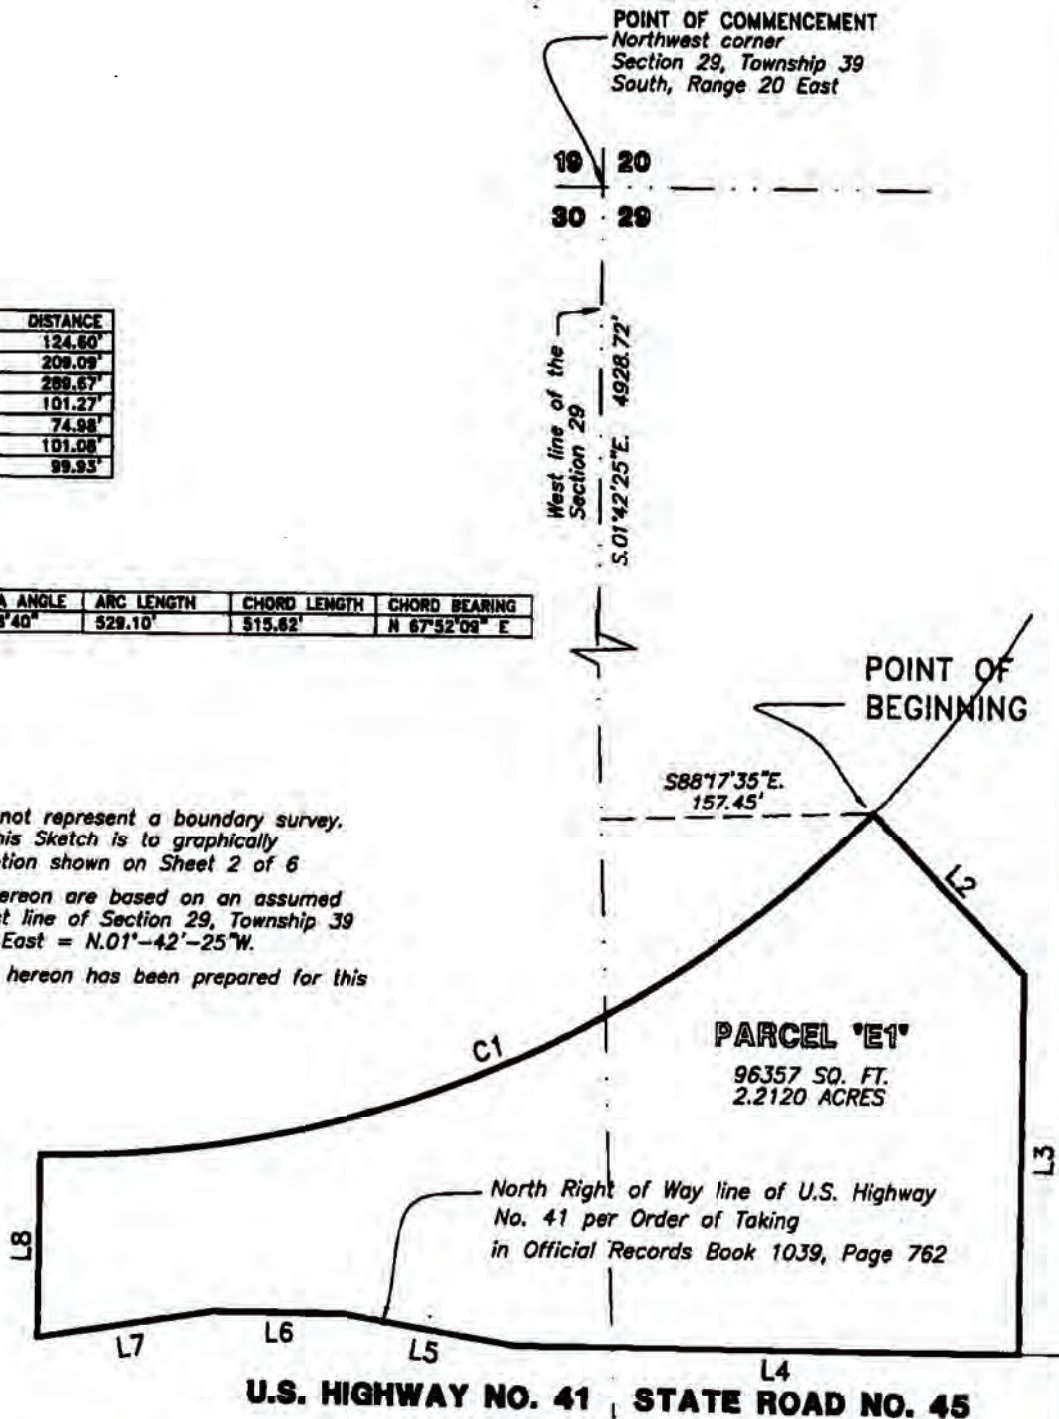 POINT OF COMMENCEMENT
Northwest corner
Section 29, Township 39
South, Range 20 East
19 20
30 29
DISTANCE
124.60'
209.09'
289.67'
101.27'
74.98'
101.08'
99.93'
West line of the
Section 29
S.01°42'25"E. 4928.72'
ANGLE ARC LENGTH CHORD LENGTH CHORD BEARING
'40" 529.10' 515.62' N 67°52'09" E
POINT OF
BEGINNING
S88°17'35"E.
157.45'
not represent a boundary survey.
his Sketch is to graphically
tion shown on Sheet 2 of 6
ereon are based on an assumed
t line of Section 29, Township 39
East = N.01°-42'-25"W.
hereon has been prepared for this
L2
C1
PARCEL "E1"
96357 SQ. FT.
2.2120 ACRES
L3
North Right of Way line of U.S. Highway
No. 41 per Order of Taking
in Official Records Book 1039, Page 762
L8
L7
L6
L5
L4
U.S. HIGHWAY NO. 41 STATE ROAD NO. 45